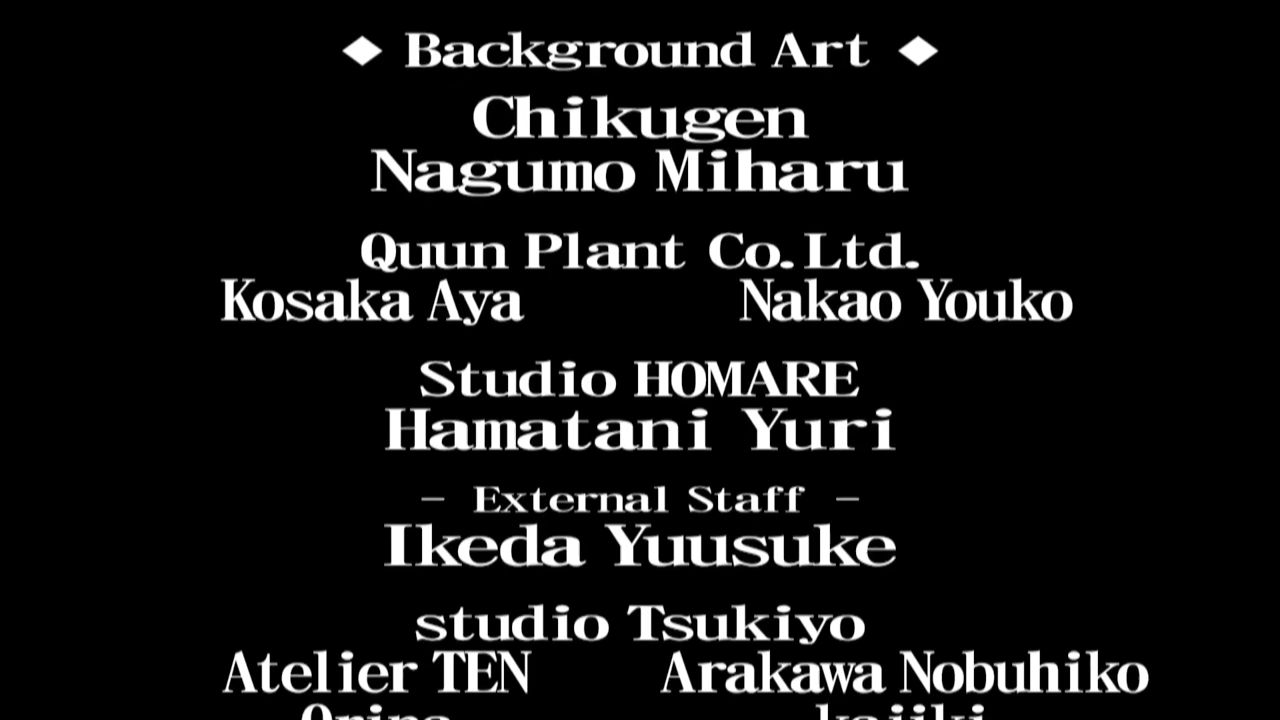 ◆ Background Art ◆
Chikugen
Nagumo Miharu
Quun Plant Co.Ltd.
Kosaka Aya Nakao Youko
Studio HOMARE
Hamatani Yuri
- External Staff -
Ikeda Yuusuke
studio Tsukiyo
Atelier TEN Arakawa Nobuhiko